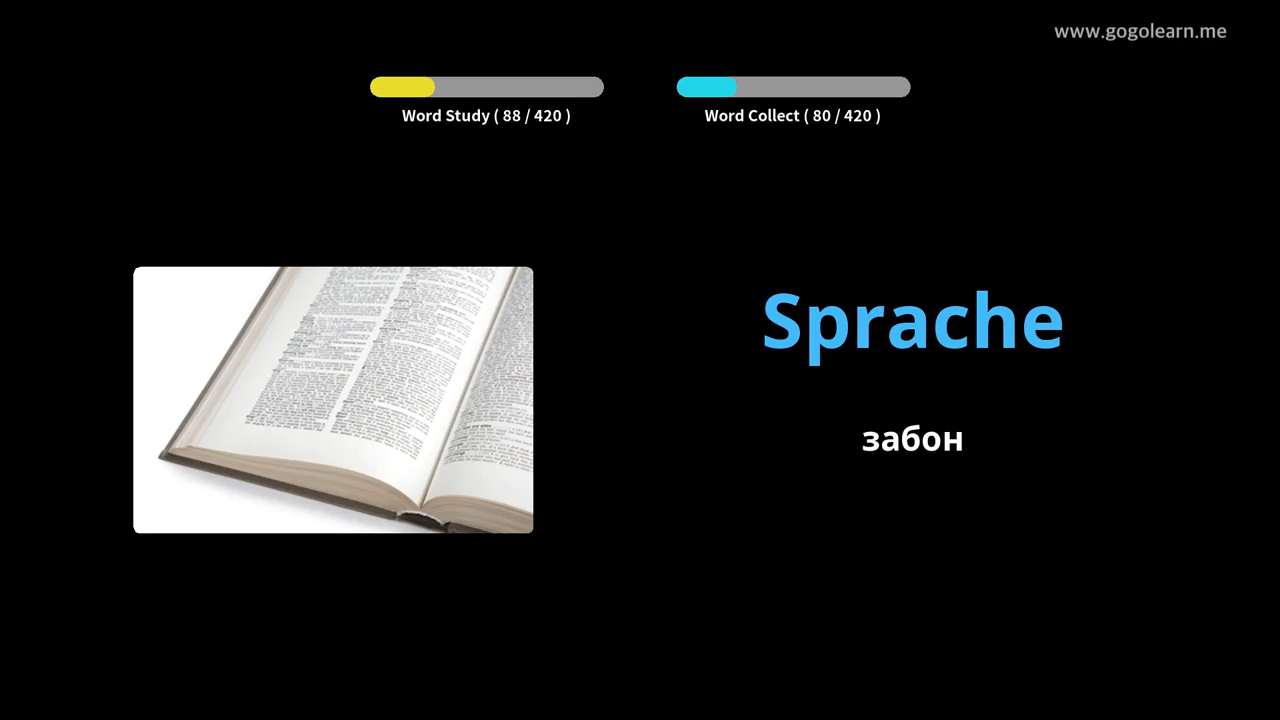 www.gogolearn.me
Word Study ( 88 / 420 )
Word Collect ( 80 / 420 )
Sprache
забон